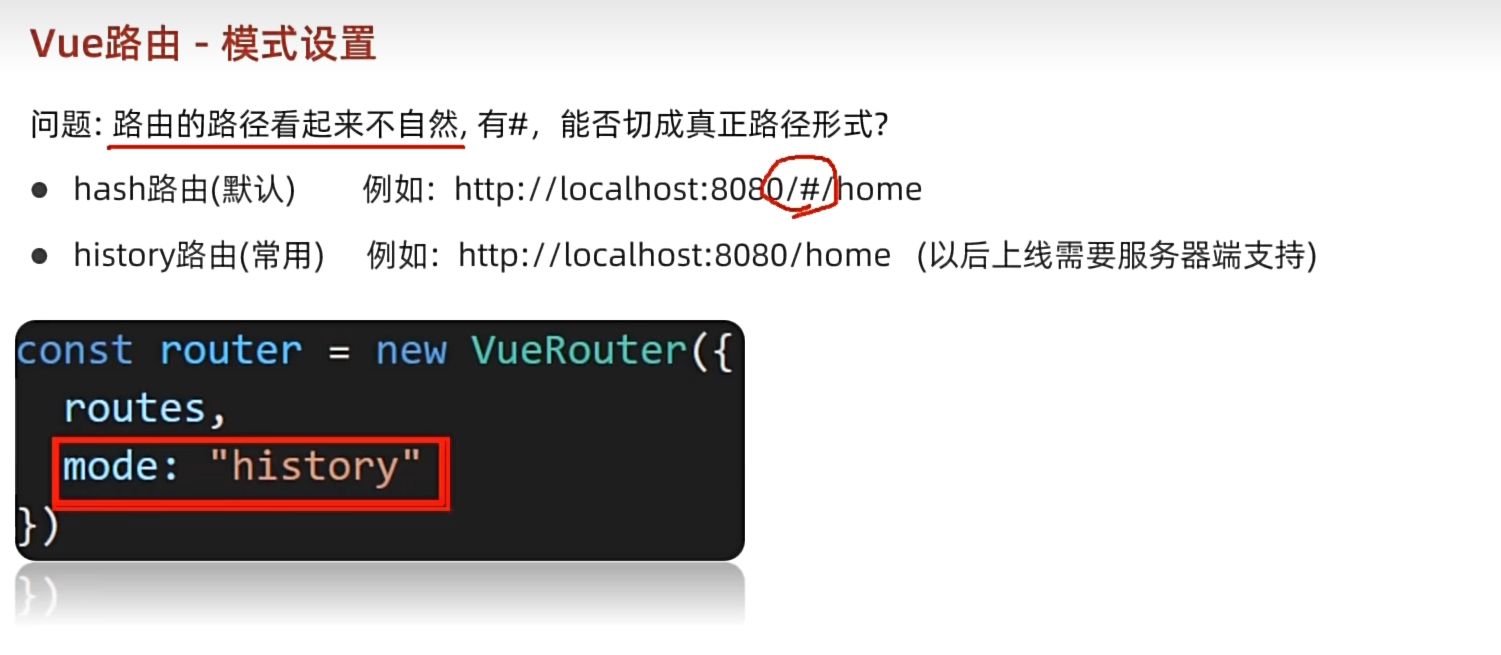 Vue路由 - 模式设置
问题: 路由的路径看起来不自然, 有#，能否切成真正路径形式?
● hash路由(默认) 例如：http://localhost:8080/#/home
● history路由(常用) 例如：http://localhost:8080/home (以后上线需要服务器端支持)
const router = new VueRouter({
routes,
mode: "history"
})